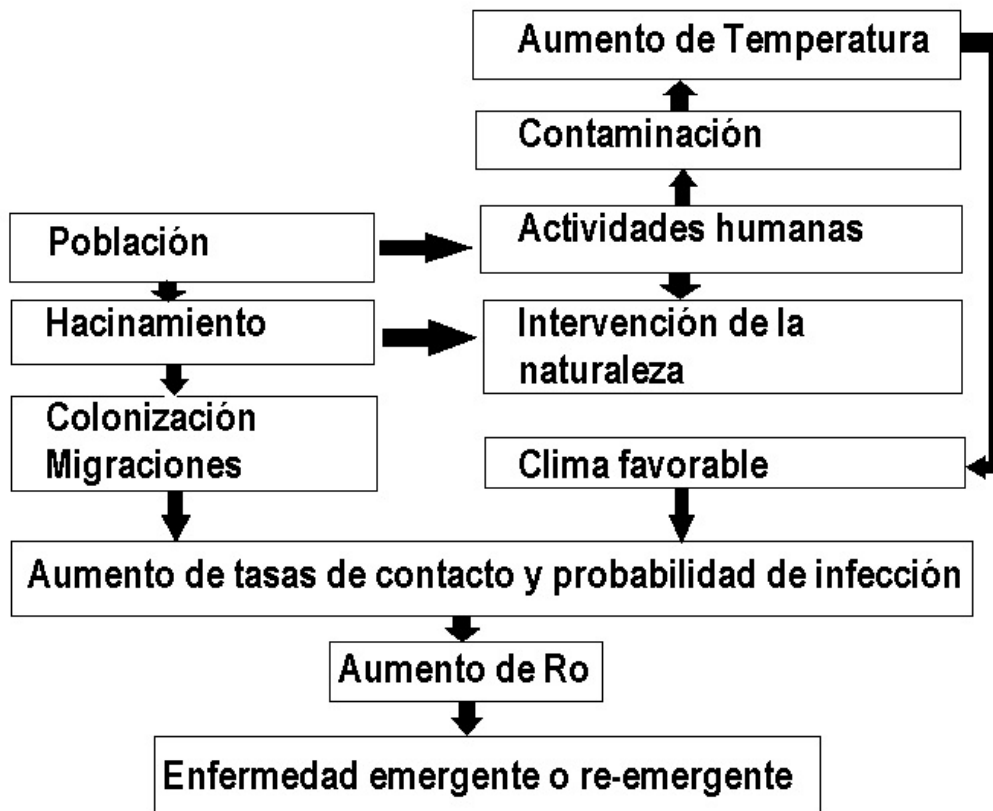 Aumento de Temperatura
Contaminación
Población
Actividades humanas
Hacinamiento
Intervención de la
naturaleza
Colonización
Migraciones
Clima favorable
Aumento de tasas de contacto y probabilidad de infección
Aumento de Ro
Enfermedad emergente o re-emergente